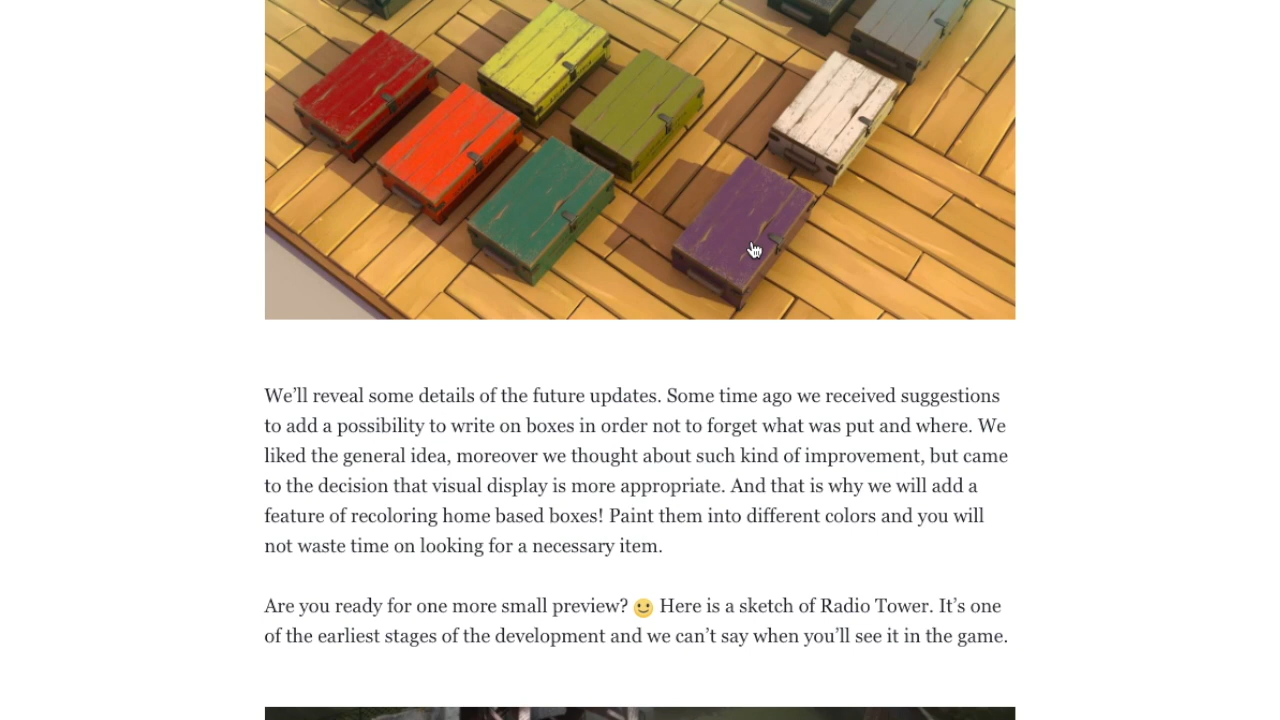 We’ll reveal some details of the future updates. Some time ago we received suggestions
to add a possibility to write on boxes in order not to forget what was put and where. We
liked the general idea, moreover we thought about such kind of improvement, but came
to the decision that visual display is more appropriate. And that is why we will add a
feature of recoloring home based boxes! Paint them into different colors and you will
not waste time on looking for a necessary item.
Are you ready for one more small preview? 🙂 Here is a sketch of Radio Tower. It’s one
of the earliest stages of the development and we can’t say when you’ll see it in the game.